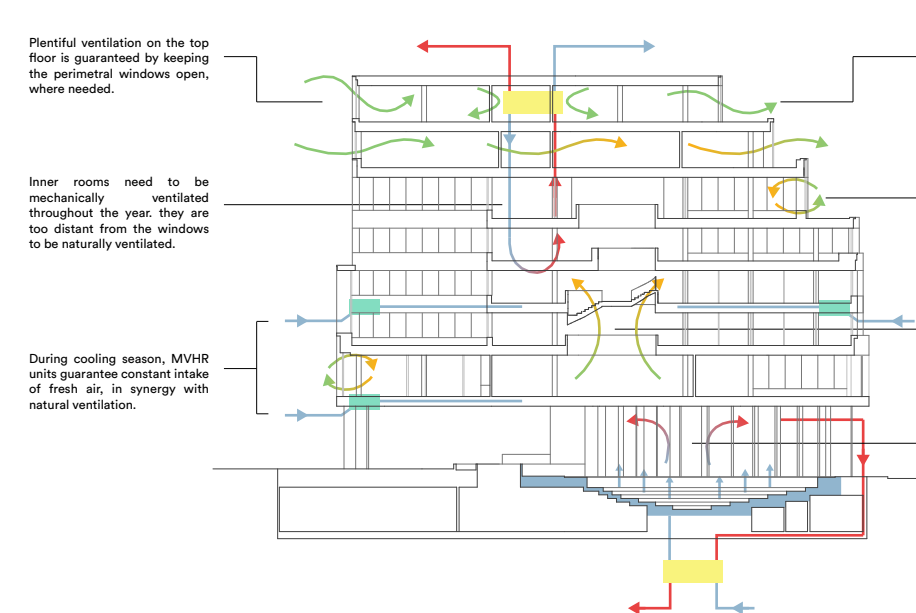 Plentiful ventilation on the top
floor is guaranteed by keeping
the perimetral windows open,
where needed.
Inner rooms need to be
mechanically ventilated
throughout the year. they are
too distant from the windows
to be naturally ventilated.
During cooling season, MVHR
units guarantee constant intake
of fresh air, in synergy with
natural ventilation.